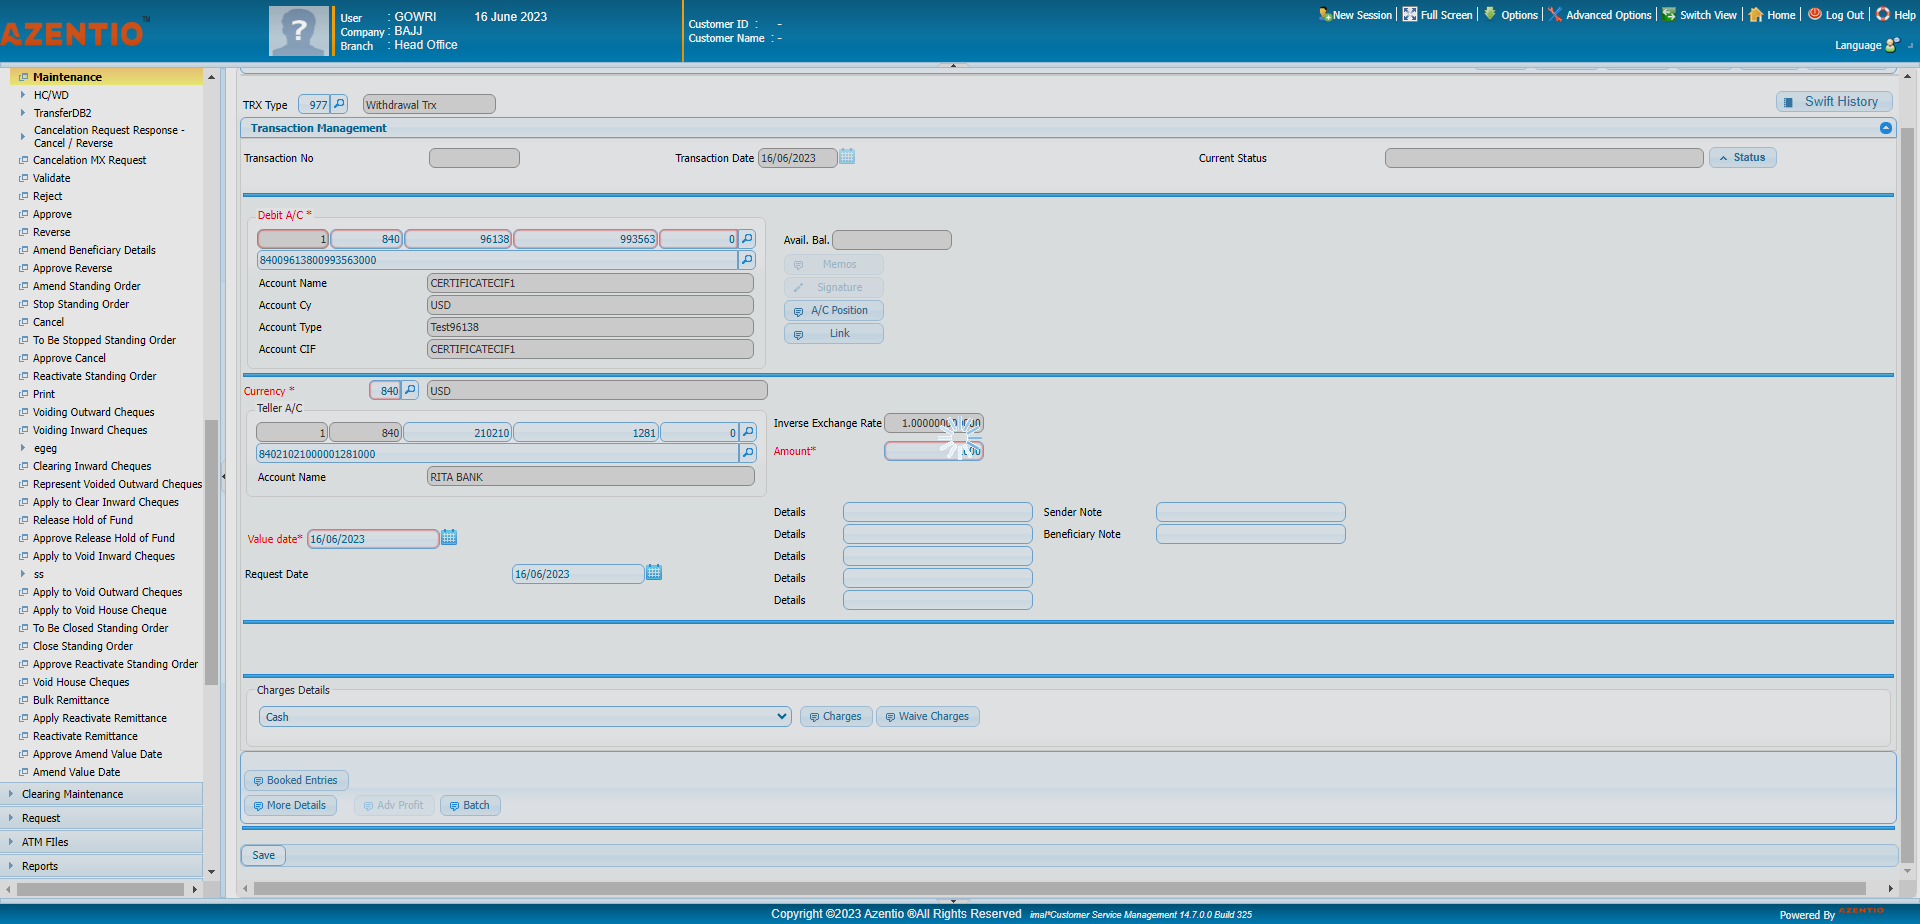 AZENTIO™
User : GOWRI 16 June 2023
Company : BAJJ
Branch : Head Office
Customer ID : -
Customer Name : -
New Session | Full Screen | Options | Advanced Options | Switch View | Home | Log Out | Help
Language
Maintenance
HC/WD
TransferDB2
Cancelation Request Response -
Cancel / Reverse
Cancelation MX Request
Validate
Reject
Approve
Reverse
Amend Beneficiary Details
Approve Reverse
Amend Standing Order
Stop Standing Order
Cancel
To Be Stopped Standing Order
Approve Cancel
Reactivate Standing Order
Print
Voiding Outward Cheques
Voiding Inward Cheques
egeg
Clearing Inward Cheques
Represent Voided Outward Cheques
Apply to Clear Inward Cheques
Release Hold of Fund
Approve Release Hold of Fund
Apply to Void Inward Cheques
ss
Apply to Void Outward Cheques
Apply to Void House Cheque
To Be Closed Standing Order
Close Standing Order
Approve Reactivate Standing Order
Void House Cheques
Bulk Remittance
Apply Reactivate Remittance
Reactivate Remittance
Approve Amend Value Date
Amend Value Date
Clearing Maintenance
Request
ATM FIles
Reports
TRX Type 977 Withdrawal Trx
Swift History
Transaction Management
Transaction No
Transaction Date 16/06/2023
Current Status
Status
Debit A/C *
1 840 96138 993563 0
84009613800993563000
Account Name CERTIFICATECIF1
Account Cy USD
Account Type Test96138
Account CIF CERTIFICATECIF1
Avail. Bal.
Memos
Signature
A/C Position
Link
Currency * 840 USD
Teller A/C
1 840 210210 1281 0
84021021000001281000
Account Name RITA BANK
Inverse Exchange Rate
Amount*
Value date* 16/06/2023
Request Date 16/06/2023
Details
Details
Details
Details
Details
Sender Note
Beneficiary Note
Charges Details
Cash
Charges
Waive Charges
Booked Entries
More Details
Adv Profit
Batch
Save
Copyright ©2023 Azentio ®All Rights Reserved imal*Customer Service Management 14.7.0.0 Build 325
Powered By AZENTIO